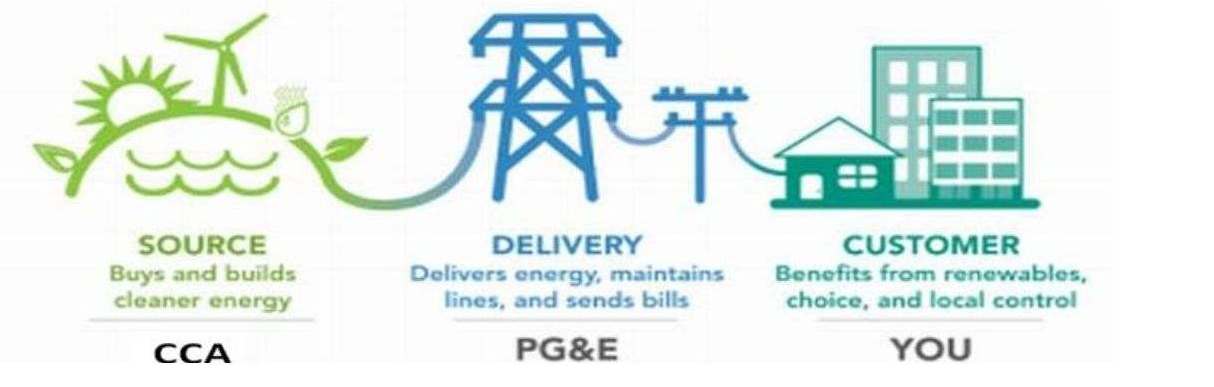 SOURCE
Buys and builds
cleaner energy
CCA
DELIVERY
Delivers energy, maintains
lines, and sends bills
PG&E
CUSTOMER
Benefits from renewables,
choice, and local control
YOU